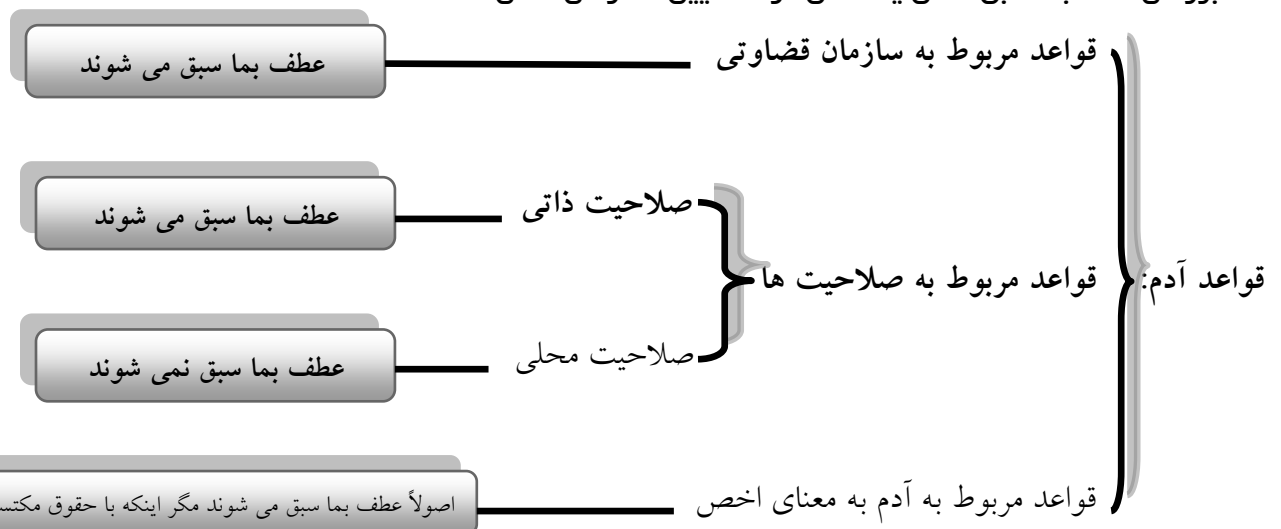 قواعد آدم:
قواعد مربوط به سازمان قضاوتی
عطف بما سبق می شوند
قواعد مربوط به صلاحیت ها
صلاحیت ذاتی
عطف بما سبق می شوند
صلاحیت محلی
عطف بما سبق نمی شوند
قواعد مربوط به آدم به معنای اخص
اصولاً عطف بما سبق می شوند مگر اینکه با حقوق